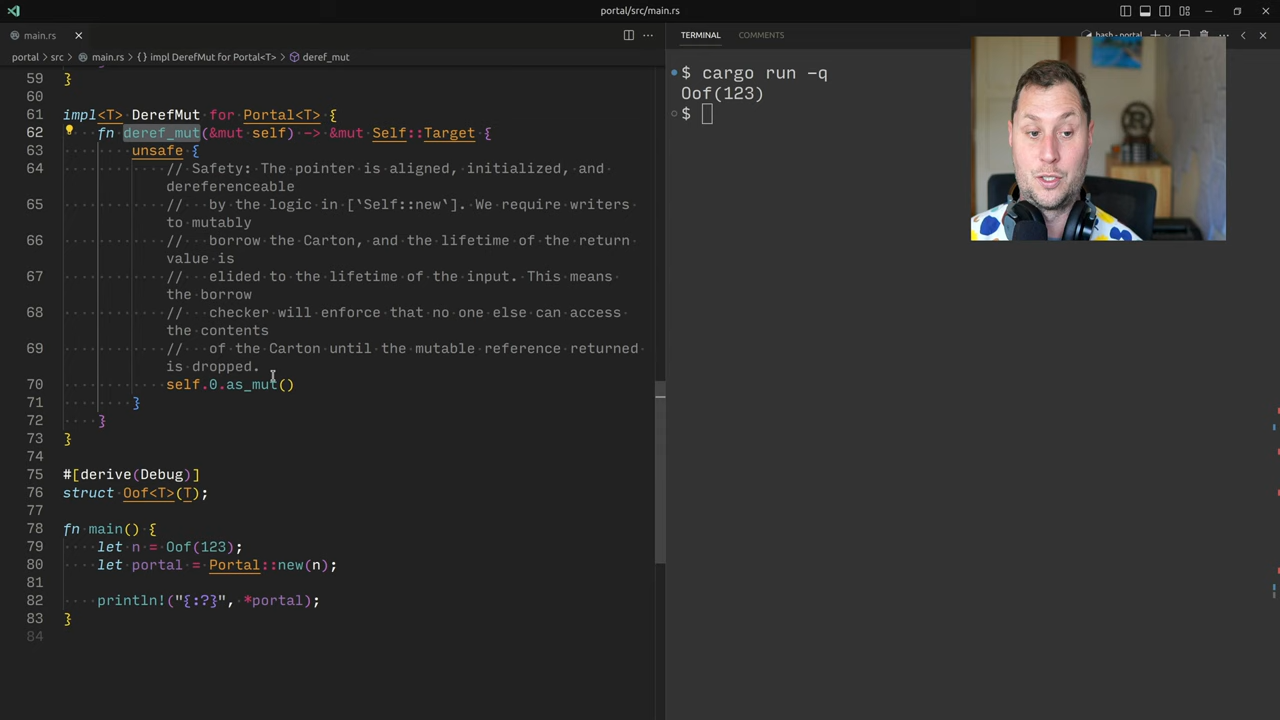 portal/src/main.rs
main.rs
TERMINAL
COMMENTS
bash - portal
portal > src > main.rs > {} impl DerefMut for Portal<T> > deref_mut
59 }
60
61 impl<T> DerefMut for Portal<T> {
62 fn deref_mut(&mut self) -> &mut Self::Target {
63 unsafe {
64 // Safety: The pointer is aligned, initialized, and
dereferenceable
65 // by the logic in [`Self::new`]. We require writers
to mutably
66 // borrow the Carton, and the lifetime of the return
value is
67 // elided to the lifetime of the input. This means
the borrow
68 // checker will enforce that no one else can access
the contents
69 // of the Carton until the mutable reference returned
is dropped.
70 self.0.as_mut()
71 }
72 }
73 }
74
75 #[derive(Debug)]
76 struct Oof<T>(T);
77
78 fn main() {
79 let n = Oof(123);
80 let portal = Portal::new(n);
81
82 println!("{:?}", *portal);
83 }
84
$ cargo run -q
Oof(123)
$